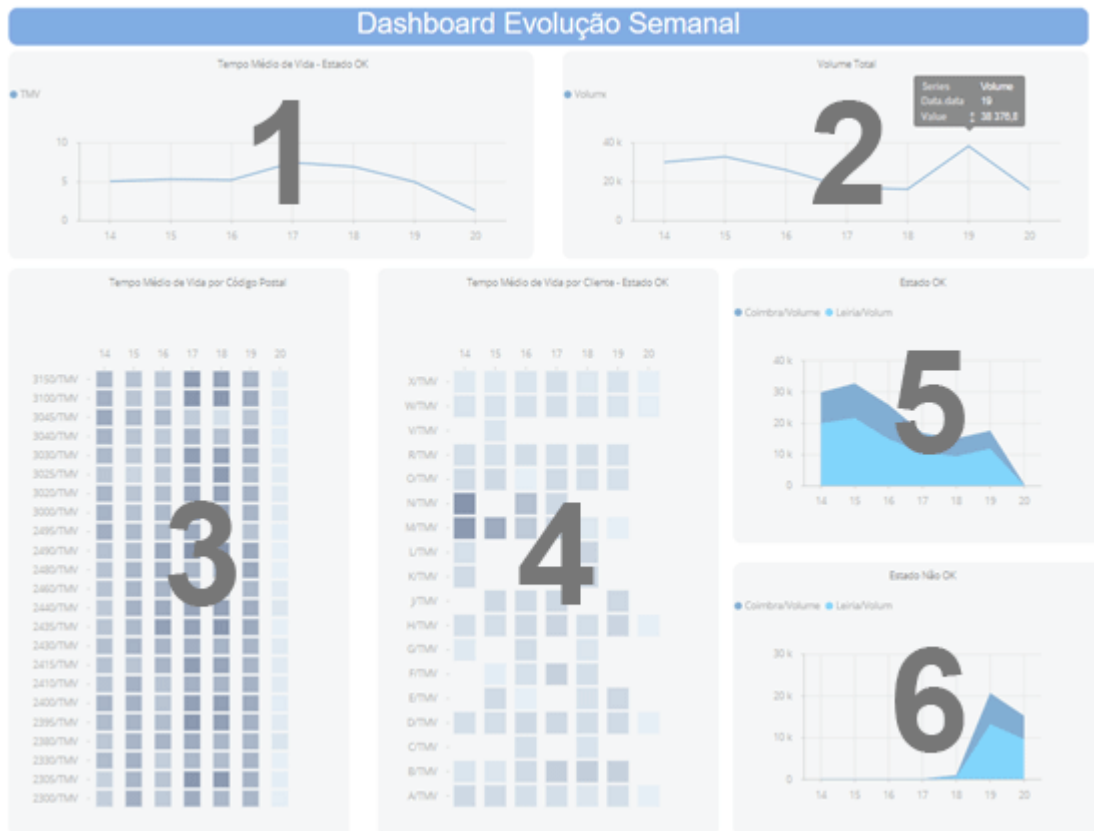 Dashboard Evolução Semanal
Tempo Médio de Vida - Estado OK
TMV
10
5
0
14 15 16 17 18 19 20
1
Volume Total
Volume
Series Volume
Data.data 19
Value : 38 376,8
40 k
20 k
0
14 15 16 17 18 19 20
2
Tempo Médio de Vida por Código Postal
14 15 16 17 18 19 20
3150/TMV
3100/TMV
3045/TMV
3040/TMV
3030/TMV
3025/TMV
3020/TMV
3000/TMV
2495/TMV
2490/TMV
2480/TMV
2460/TMV
2440/TMV
2435/TMV
2430/TMV
2415/TMV
2410/TMV
2400/TMV
2395/TMV
2380/TMV
2330/TMV
2305/TMV
2300/TMV
3
Tempo Médio de Vida por Cliente - Estado OK
14 15 16 17 18 19 20
X/TMV
W/TMV
V/TMV
R/TMV
O/TMV
N/TMV
M/TMV
L/TMV
K/TMV
J/TMV
H/TMV
G/TMV
F/TMV
E/TMV
D/TMV
C/TMV
B/TMV
A/TMV
4
Estado OK
Coimbra/Volume Leiria/Volum
40 k
30 k
20 k
10 k
0
14 15 16 17 18 19 20
5
Estado Não OK
Coimbra/Volume Leiria/Volum
30 k
20 k
10 k
0
14 15 16 17 18 19 20
6